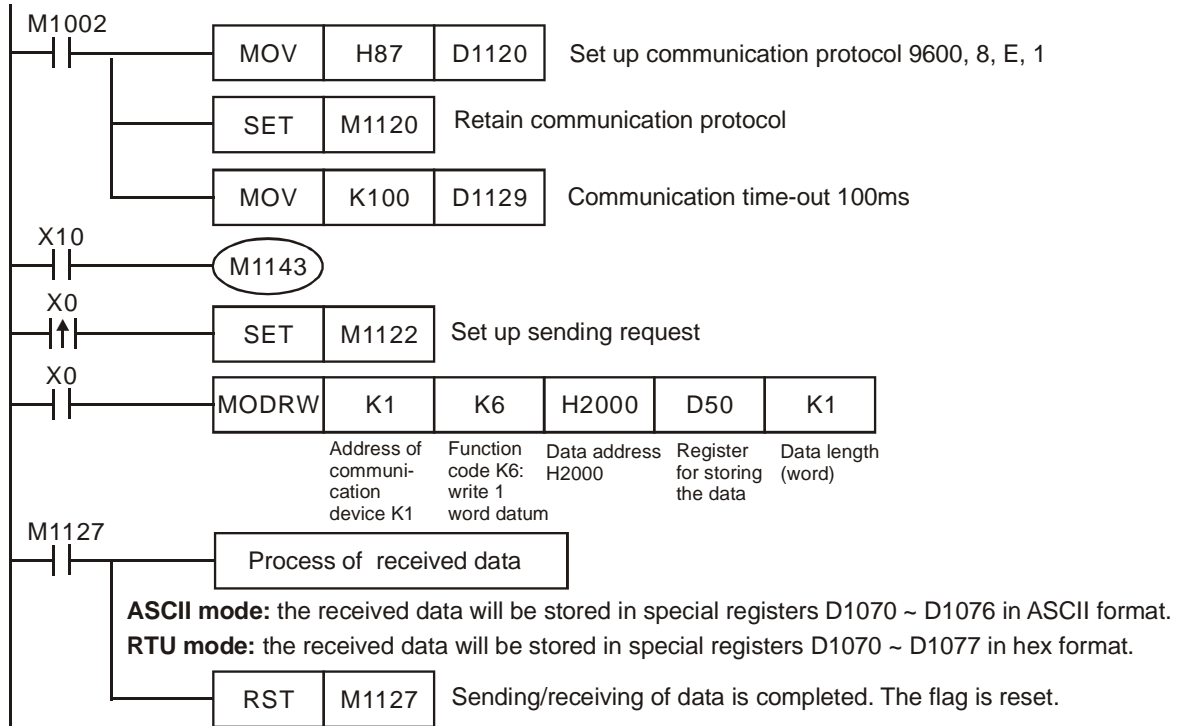 M1002
MOV H87 D1120 Set up communication protocol 9600, 8, E, 1
SET M1120 Retain communication protocol
MOV K100 D1129 Communication time-out 100ms
X10
M1143
X0
SET M1122 Set up sending request
X0
MODRW K1 K6 H2000 D50 K1
Address of
communi-
cation
device K1
Function
code K6:
write 1
word datum
Data address
H2000
Register
for storing
the data
Data length
(word)
M1127
Process of received data
ASCII mode: the received data will be stored in special registers D1070 ~ D1076 in ASCII format.
RTU mode: the received data will be stored in special registers D1070 ~ D1077 in hex format.
RST M1127 Sending/receiving of data is completed. The flag is reset.